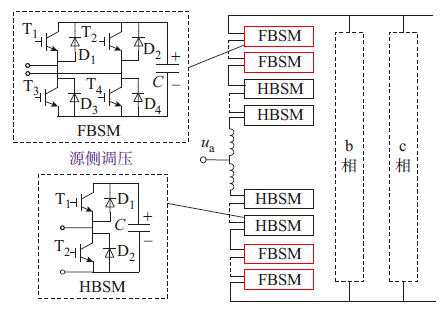 T1 T2 D1 D2 + C −
T3 T4 D3 D4
FBSM
源侧调压
T1 D1 C + −
T2 D2
HBSM
FBSM
FBSM
HBSM
HBSM
ua
HBSM
HBSM
FBSM
FBSM
b
相
c
相